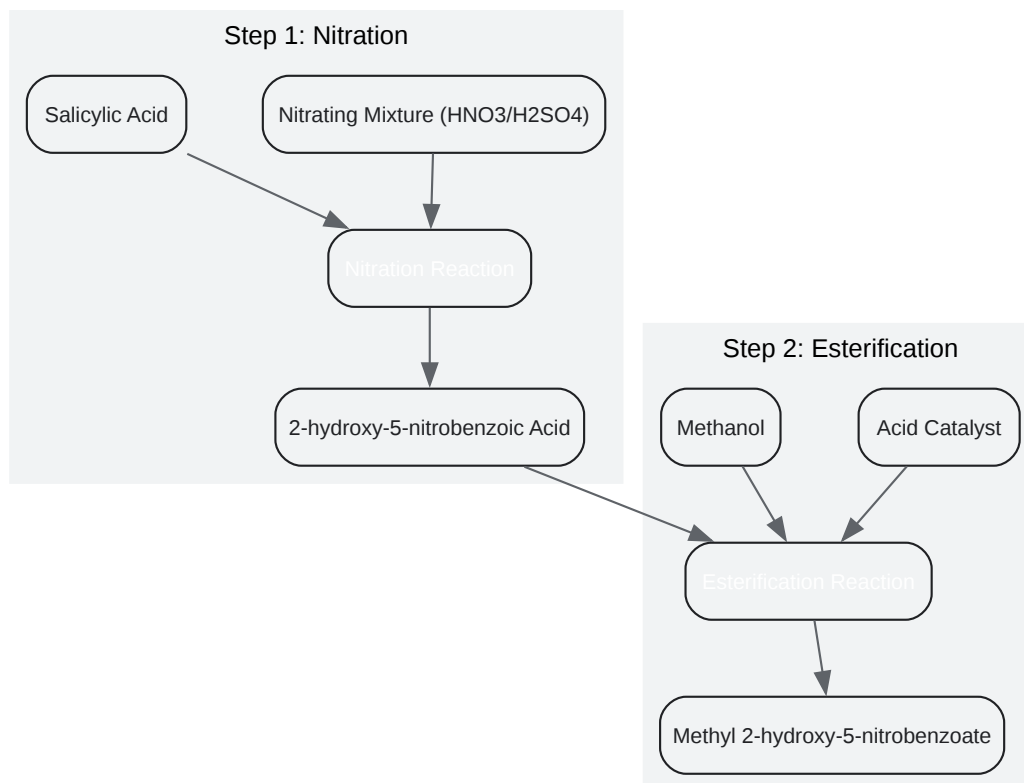 Step 1: Nitration
Salicylic Acid
Nitrating Mixture (HNO3/H2SO4)
Nitration Reaction
2-hydroxy-5-nitrobenzoic Acid
Step 2: Esterification
Methanol
Acid Catalyst
Esterification Reaction
Methyl 2-hydroxy-5-nitrobenzoate